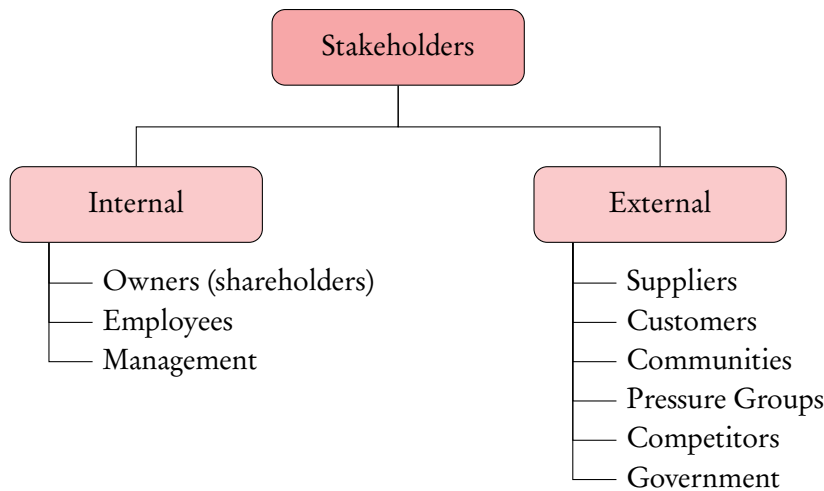 Stakeholders
Internal
Owners (shareholders)
Employees
Management
External
Suppliers
Customers
Communities
Pressure Groups
Competitors
Government